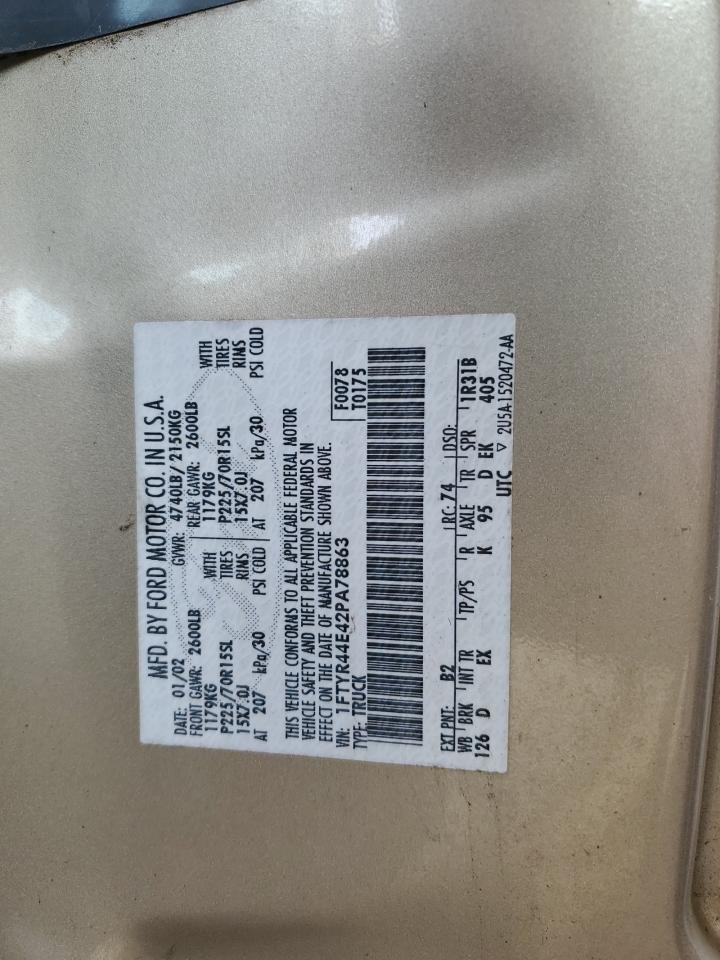 MFD. BY FORD MOTOR CO. IN U.S.A.
DATE: 01/02 GVWR: 4740LB/ 2150KG
FRONT GAWR: 2600LB REAR GAWR: 2600LB
1179KG WITH 1179KG WITH
P225/70R15SL TIRES P225/70R15SL TIRES
15X7.0J RIMS 15X7.0J RIMS
AT 207 kPa/30 PSI COLD AT 207 kPa/30 PSI COLD
THIS VEHICLE CONFORMS TO ALL APPLICABLE FEDERAL MOTOR
VEHICLE SAFETY AND THEFT PREVENTION STANDARDS IN
EFFECT ON THE DATE OF MANUFACTURE SHOWN ABOVE.
VIN: 1FTYR44E42PA78863 F0078
TYPE: TRUCK T0175
EXT PNT: B2 RC: 74 DSO:
WB BRK INT TR TP/PS R AXLE TR SPR 1R31B
126 D EX K 95 D EK 405
UTC ▽ 2U5A-1520472-AA